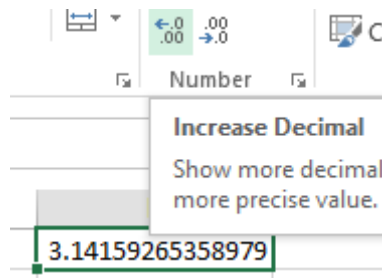 ←.0 .00
.00 →.0
Number
Increase Decimal
Show more decimal
more precise value.
3.14159265358979